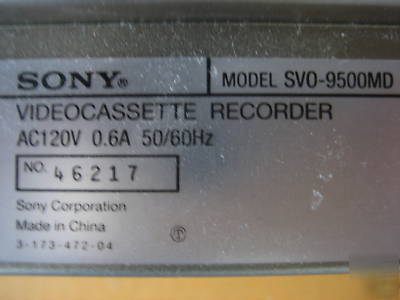 SONY®
MODEL SVO-9500MD
VIDEOCASSETTE RECORDER
AC120V 0.6A 50/60Hz
NO. 46217
Sony Corporation
Made in China
3-173-472-04